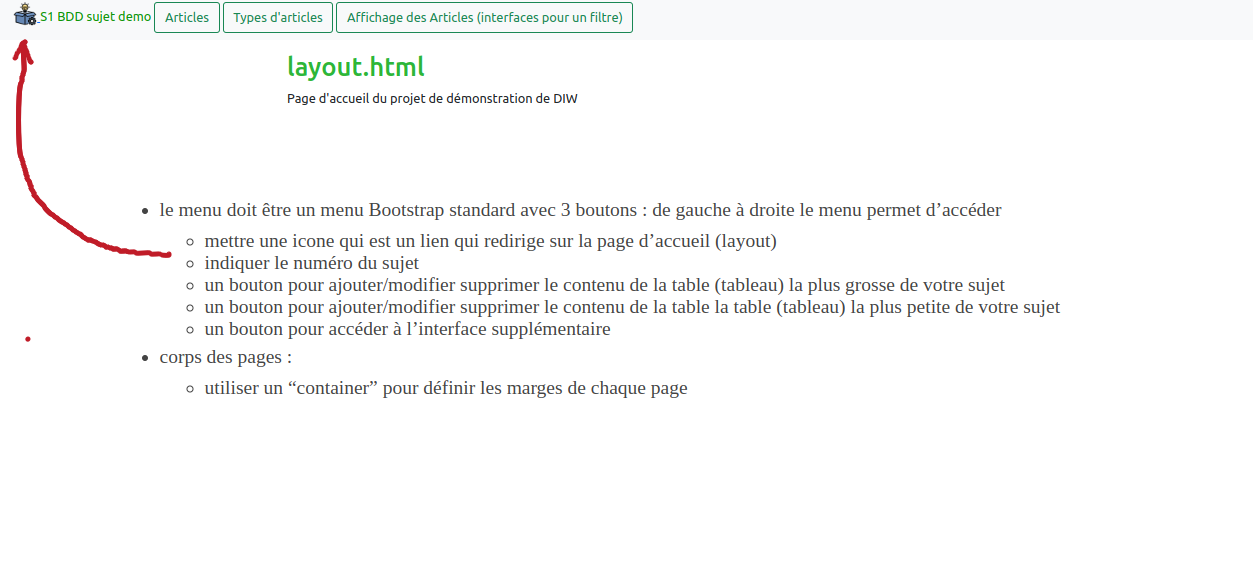 S1 BDD sujet demo Articles Types d'articles Affichage des Articles (interfaces pour un filtre)
layout.html
Page d'accueil du projet de démonstration de DIW
le menu doit être un menu Bootstrap standard avec 3 boutons : de gauche à droite le menu permet d’accéder
mettre une icone qui est un lien qui redirige sur la page d’accueil (layout)
indiquer le numéro du sujet
un bouton pour ajouter/modifier supprimer le contenu de la table (tableau) la plus grosse de votre sujet
un bouton pour ajouter/modifier supprimer le contenu de la table la table (tableau) la plus petite de votre sujet
un bouton pour accéder à l’interface supplémentaire
corps des pages :
utiliser un “container” pour définir les marges de chaque page